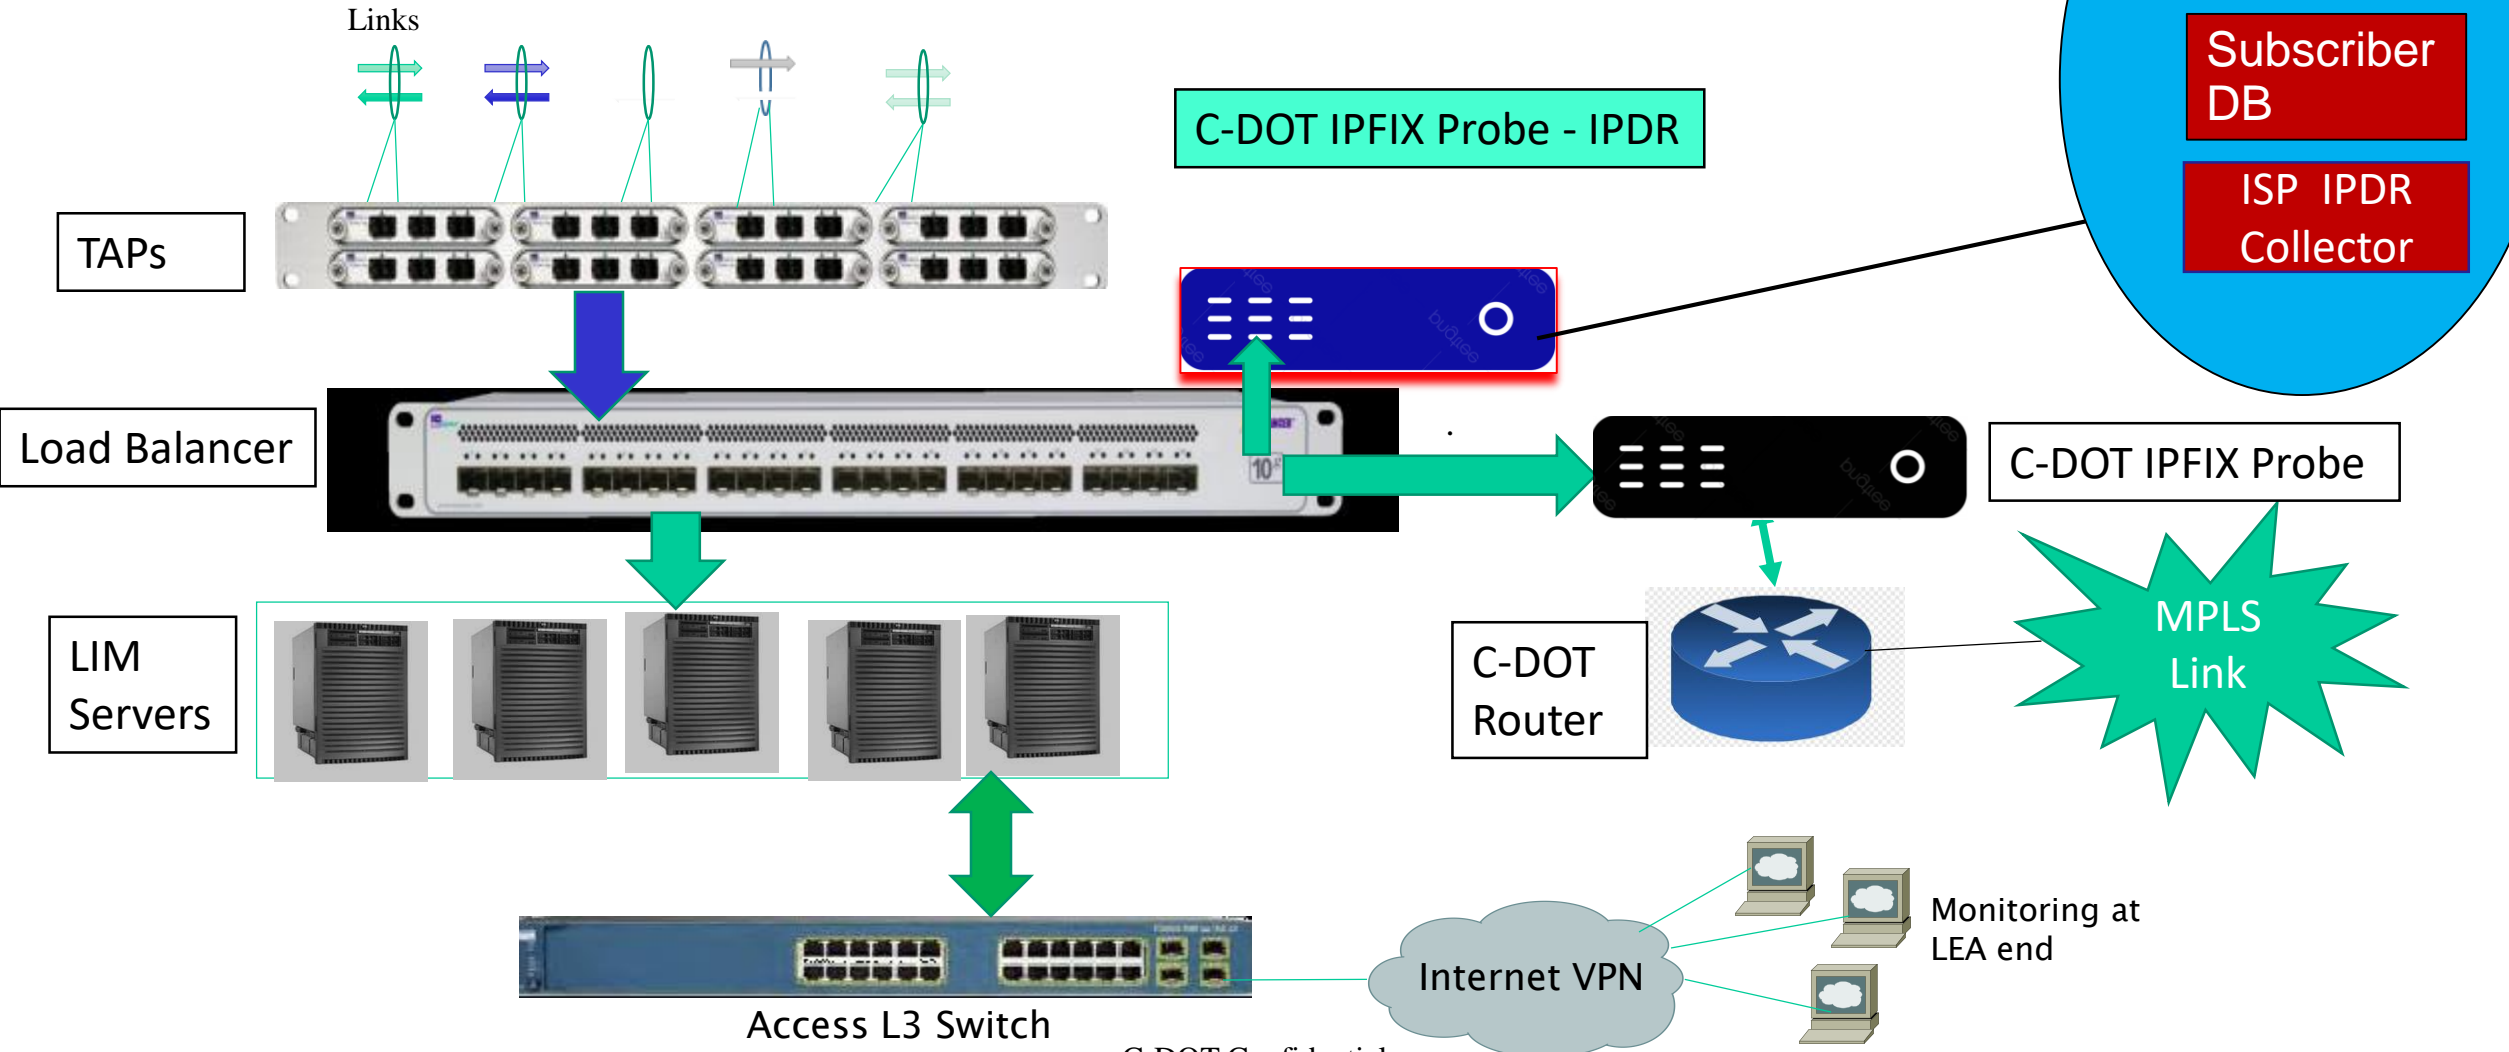 Links
Subscriber
DB
C-DOT IPFIX Probe - IPDR
ISP IPDR
Collector
TAPs
Load Balancer
10
C-DOT IPFIX Probe
LIM
Servers
C-DOT
Router
MPLS
Link
Monitoring at
LEA end
Internet VPN
Access L3 Switch